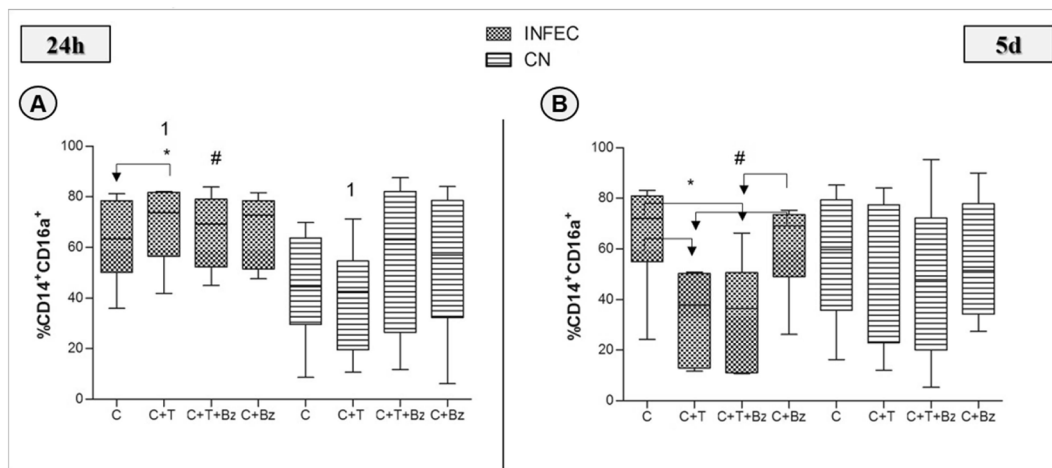 24h
INFEC
CN
5d
A
B
%CD14⁺CD16a⁺
100
80
60
40
20
0
1
*
#
1
C
C+T
C+T+Bz
C+Bz
C
C+T
C+T+Bz
C+Bz
%CD14⁺CD16a⁺
100
80
60
40
20
0
*
#
C
C+T
C+T+Bz
C+Bz
C
C+T
C+T+Bz
C+Bz